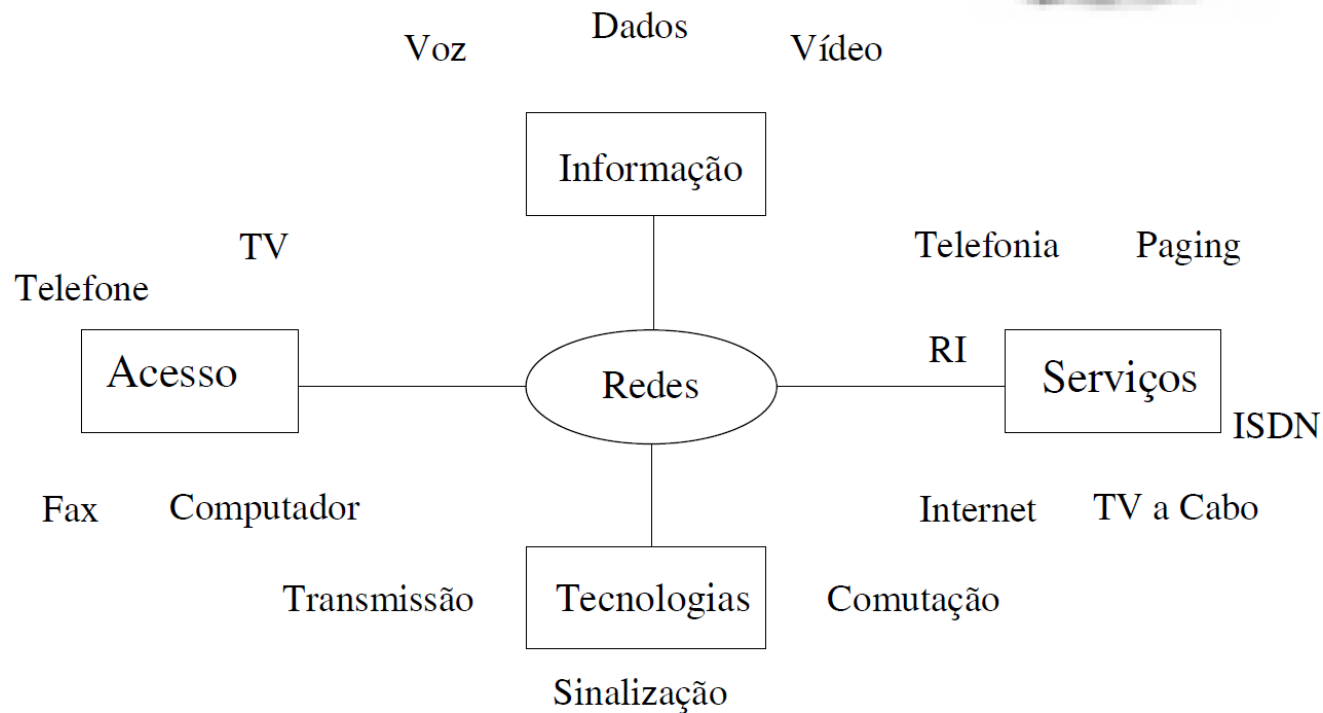 Dados
Voz Vídeo
Informação
TV Telefonia Paging
Telefone
Acesso Redes RI Serviços
ISDN
Fax Computador Internet TV a Cabo
Transmissão Tecnologias Comutação
Sinalização